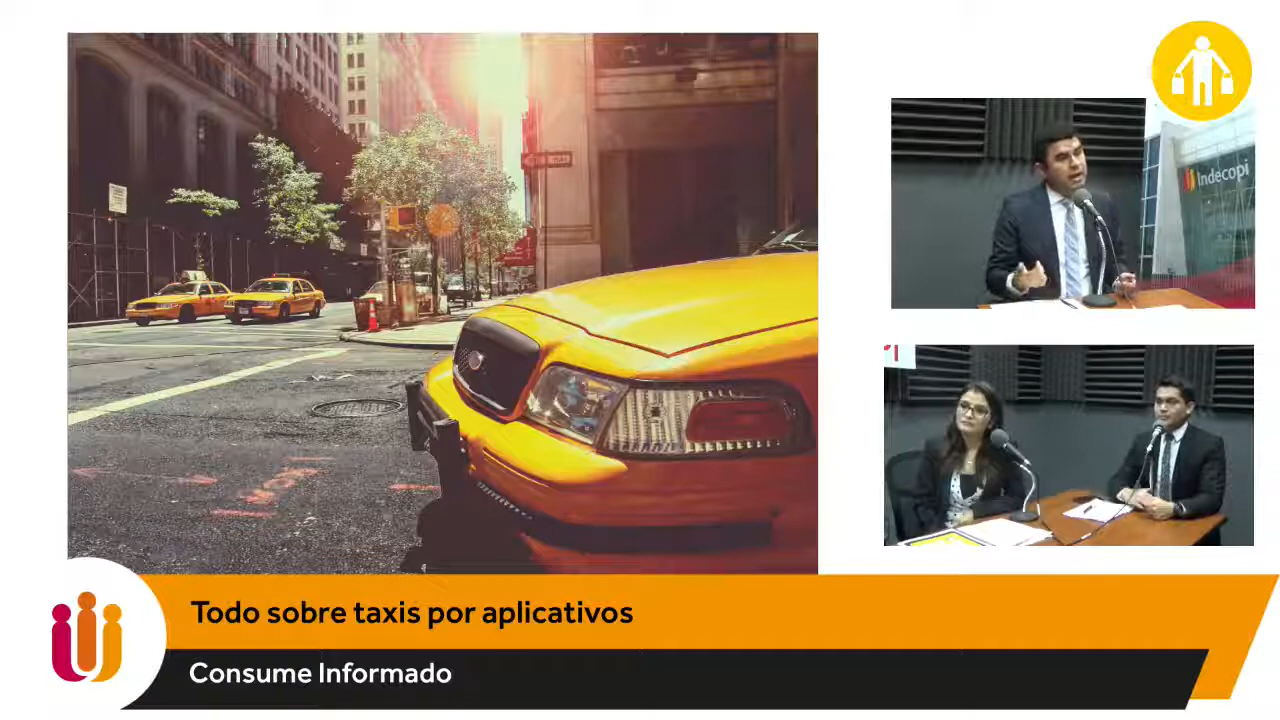 Indecopi
Todo sobre taxis por aplicativos
Consume Informado